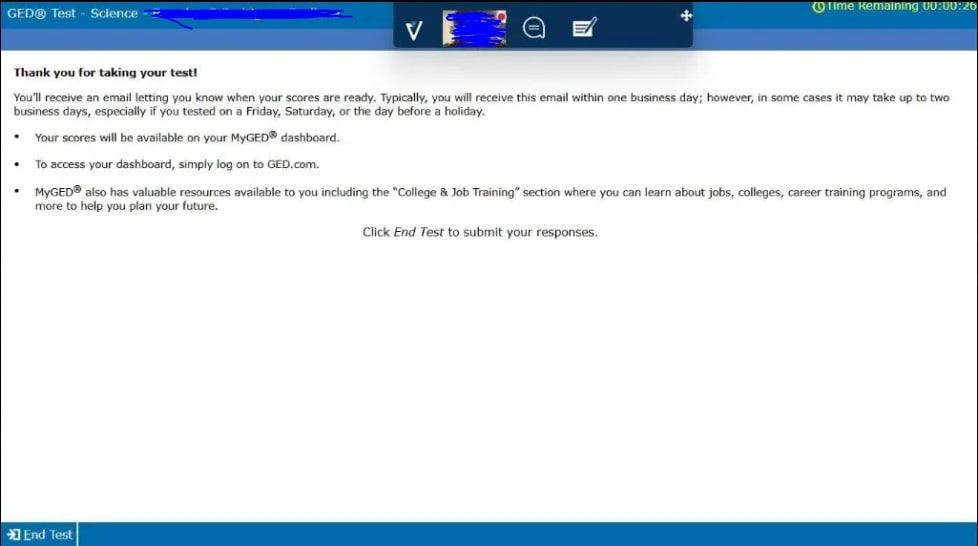 GED® Test - Science -
Time Remaining 00:00:26
Thank you for taking your test!
You'll receive an email letting you know when your scores are ready. Typically, you will receive this email within one business day; however, in some cases it may take up to two
business days, especially if you tested on a Friday, Saturday, or the day before a holiday.
• Your scores will be available on your MyGED® dashboard.
• To access your dashboard, simply log on to GED.com.
• MyGED® also has valuable resources available to you including the "College & Job Training" section where you can learn about jobs, colleges, career training programs, and
more to help you plan your future.
Click End Test to submit your responses.
End Test